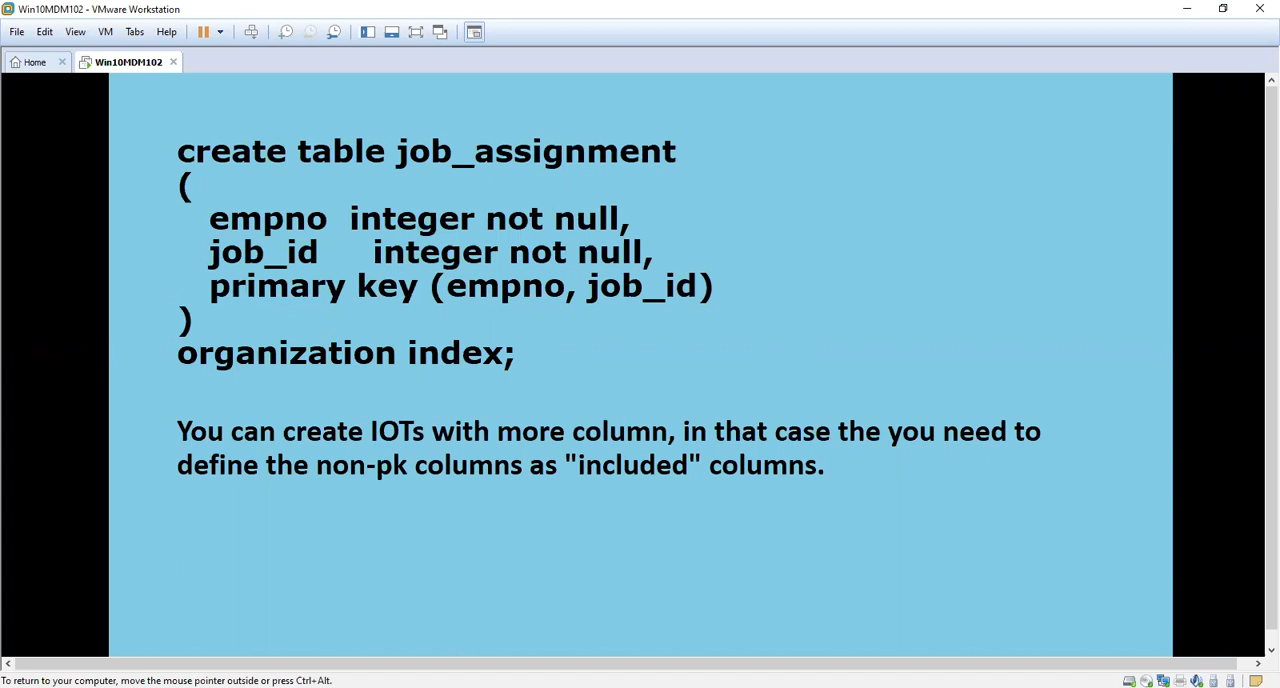 Win10MDM102 - VMware Workstation
File Edit View VM Tabs Help
Home Win10MDM102
create table job_assignment
(
empno integer not null,
job_id integer not null,
primary key (empno, job_id)
)
organization index;
You can create IOTs with more column, in that case the you need to
define the non-pk columns as "included" columns.
To return to your computer, move the mouse pointer outside or press Ctrl+Alt.